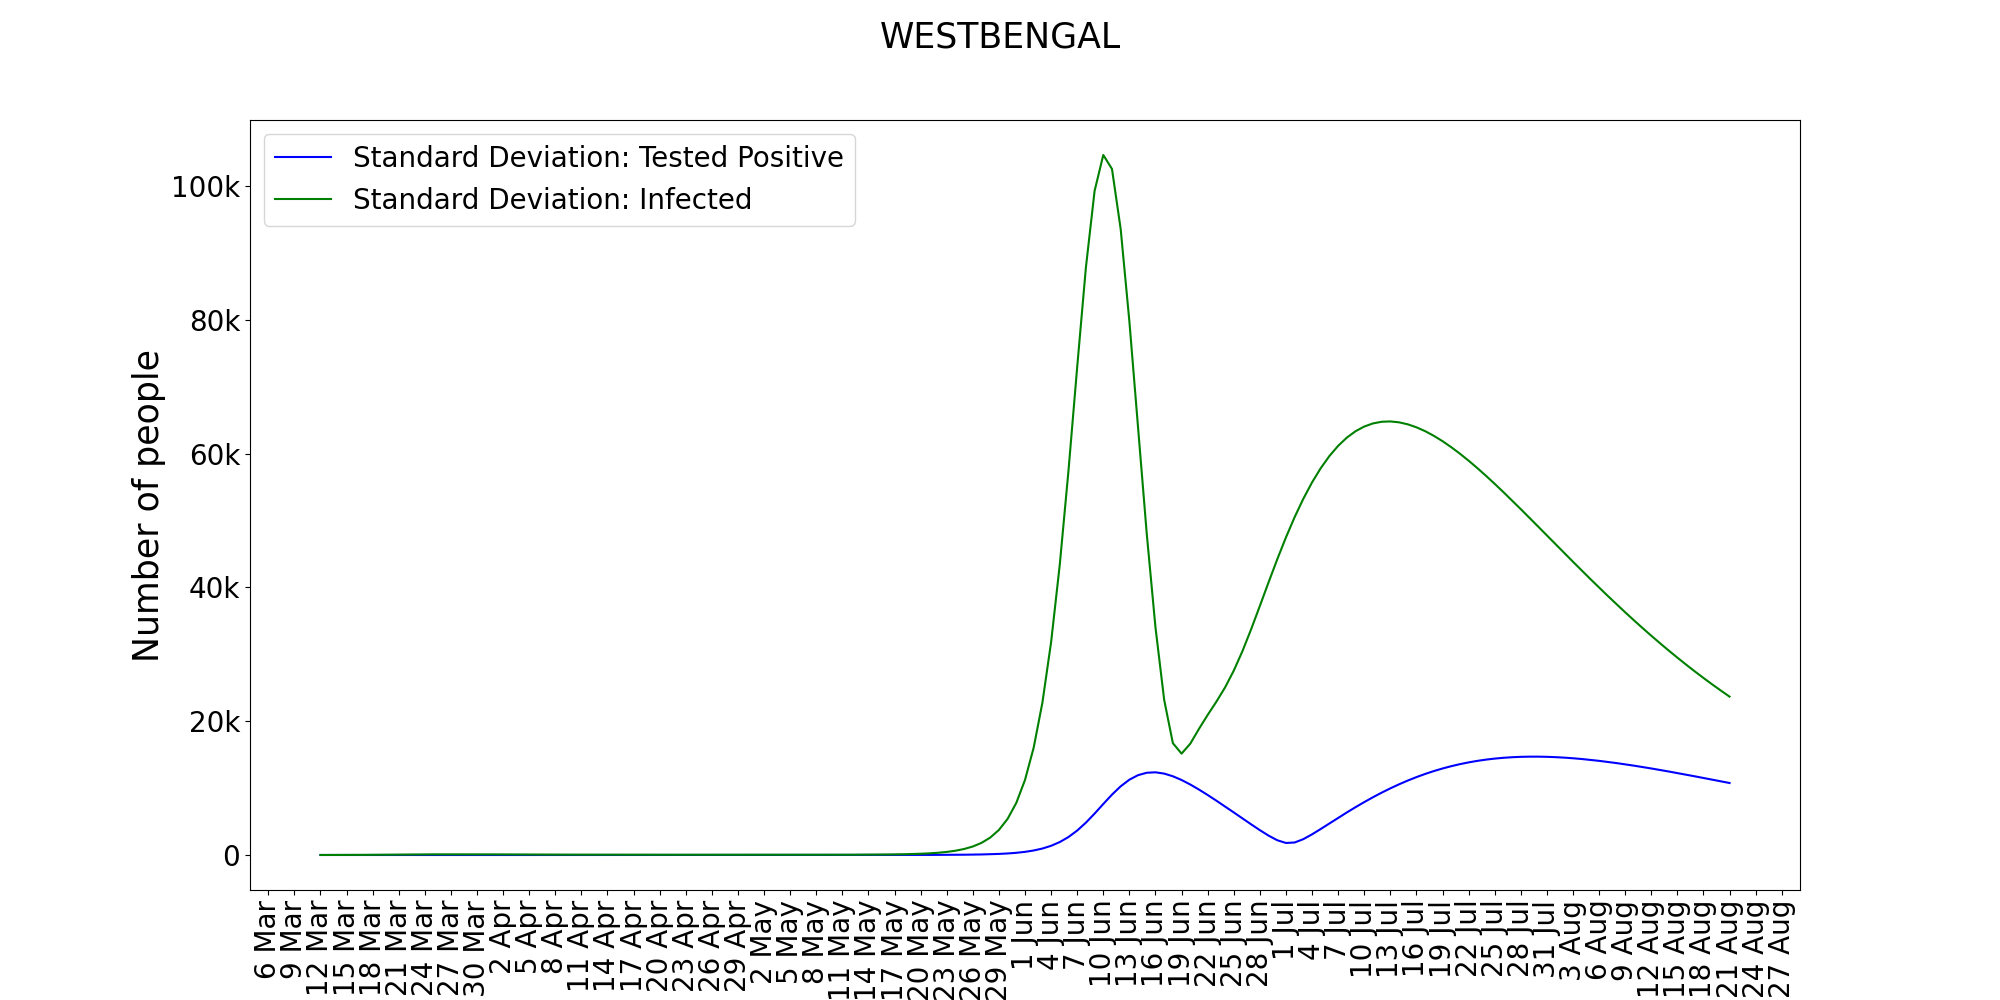 WESTBENGAL
Standard Deviation: Tested Positive
Standard Deviation: Infected
Number of people
100k
80k
60k
40k
20k
0
6 Mar
9 Mar
12 Mar
15 Mar
18 Mar
21 Mar
24 Mar
27 Mar
30 Mar
2 Apr
5 Apr
8 Apr
11 Apr
14 Apr
17 Apr
20 Apr
23 Apr
26 Apr
29 Apr
2 May
5 May
8 May
11 May
14 May
17 May
20 May
23 May
26 May
29 May
1 Jun
4 Jun
7 Jun
10 Jun
13 Jun
16 Jun
19 Jun
22 Jun
25 Jun
28 Jun
1 Jul
4 Jul
7 Jul
10 Jul
13 Jul
16 Jul
19 Jul
22 Jul
25 Jul
28 Jul
31 Jul
3 Aug
6 Aug
9 Aug
12 Aug
15 Aug
18 Aug
21 Aug
24 Aug
27 Aug